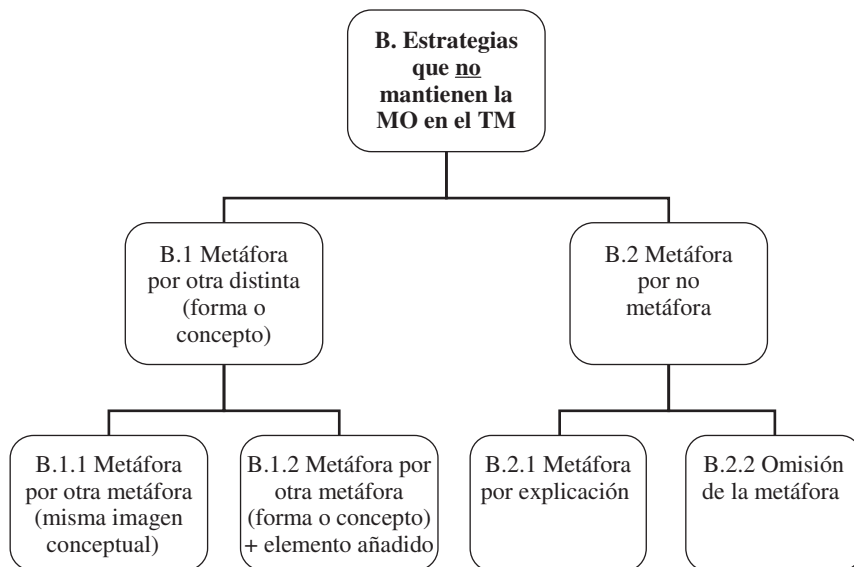 B. Estrategias
que no
mantienen la
MO en el TM
B.1 Metáfora
por otra distinta
(forma o
concepto)
B.2 Metáfora
por no
metáfora
B.1.1 Metáfora
por otra metáfora
(misma imagen
conceptual)
B.1.2 Metáfora por
otra metáfora
(forma o concepto)
+ elemento añadido
B.2.1 Metáfora
por explicación
B.2.2 Omisión
de la metáfora